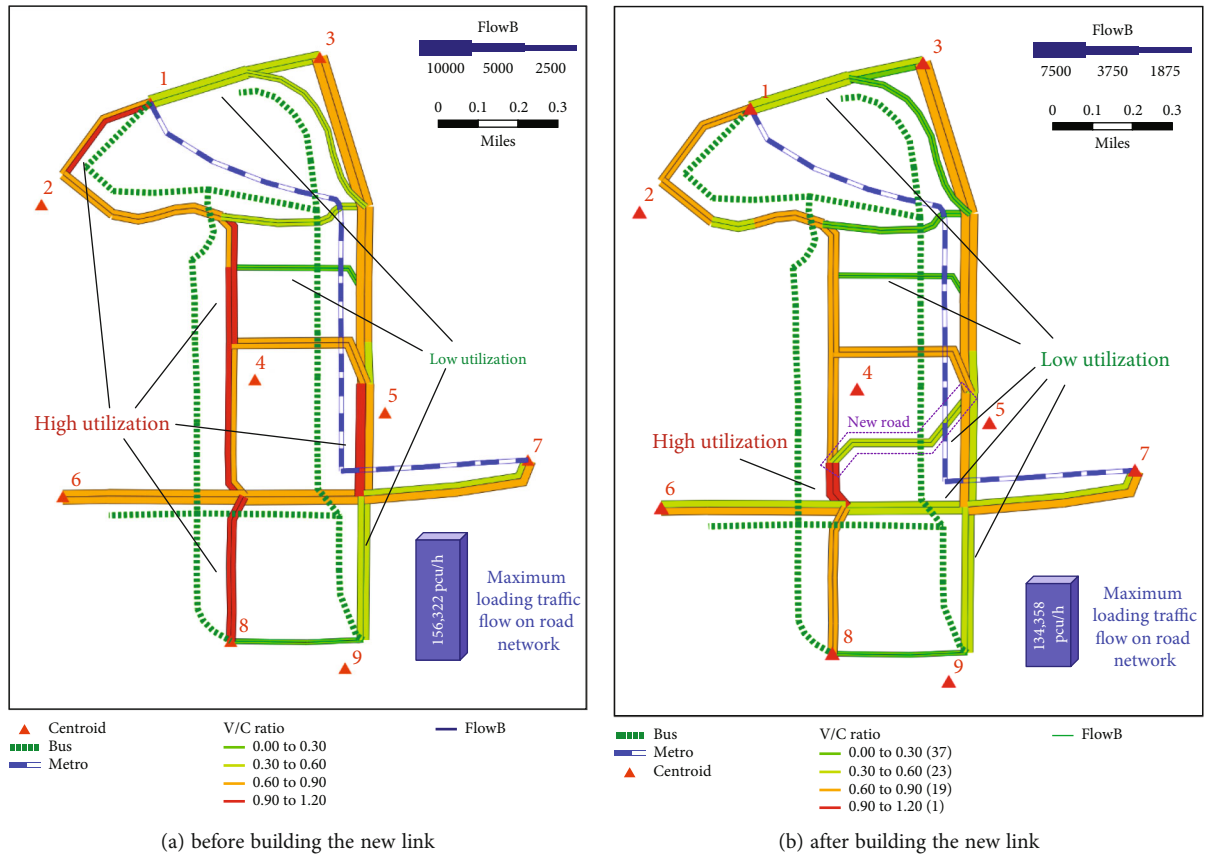 FlowB
10000 5000 2500
0 0.1 0.2 0.3
Miles
3
1
2
4
5
7
6
8
9
High utilization
Low utilization
156,322 pcu/h
Maximum
loading traffic
flow on road
network
Centroid
Bus
Metro
V/C ratio
0.00 to 0.30
0.30 to 0.60
0.60 to 0.90
0.90 to 1.20
FlowB
(a) before building the new link
FlowB
7500 3750 1875
0 0.1 0.2 0.3
Miles
3
1
2
4
5
7
6
8
9
New road
High utilization
Low utilization
134,358
pcu/h
Maximum
loading traffic
flow on road
network
Bus
Metro
Centroid
V/C ratio
0.00 to 0.30 (37)
0.30 to 0.60 (23)
0.60 to 0.90 (19)
0.90 to 1.20 (1)
FlowB
(b) after building the new link